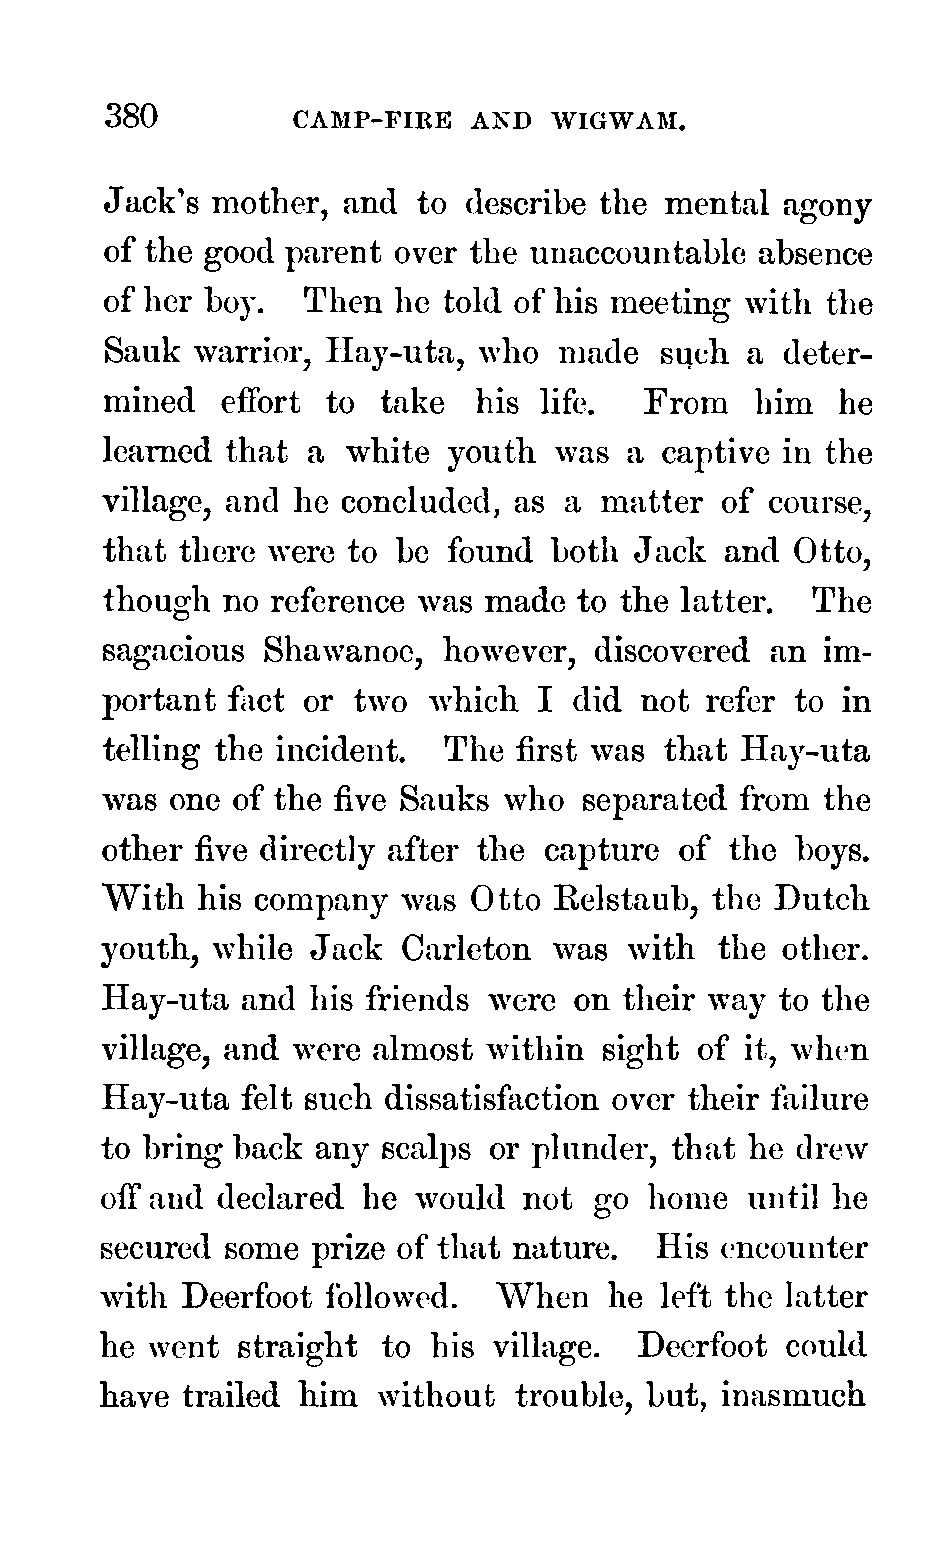 380 CAMP-FIRE AND WIGWAM.
Jack's mother, and to describe the mental agony
of the good parent over the unaccountable absence
of her boy. Then he told of his meeting with the
Sauk warrior, Hay-uta, who made such a deter-
mined effort to take his life. From him he
learned that a white youth was a captive in the
village, and he concluded, as a matter of course,
that there were to be found both Jack and Otto,
though no reference was made to the latter. The
sagacious Shawanoe, however, discovered an im-
portant fact or two which I did not refer to in
telling the incident. The first was that Hay-uta
was one of the five Sauks who separated from the
other five directly after the capture of the boys.
With his company was Otto Relstaub, the Dutch
youth, while Jack Carleton was with the other.
Hay-uta and his friends were on their way to the
village, and were almost within sight of it, when
Hay-uta felt such dissatisfaction over their failure
to bring back any scalps or plunder, that he drew
off and declared he would not go home until he
secured some prize of that nature. His encounter
with Deerfoot followed. When he left the latter
he went straight to his village. Deerfoot could
have trailed him without trouble, but, inasmuch